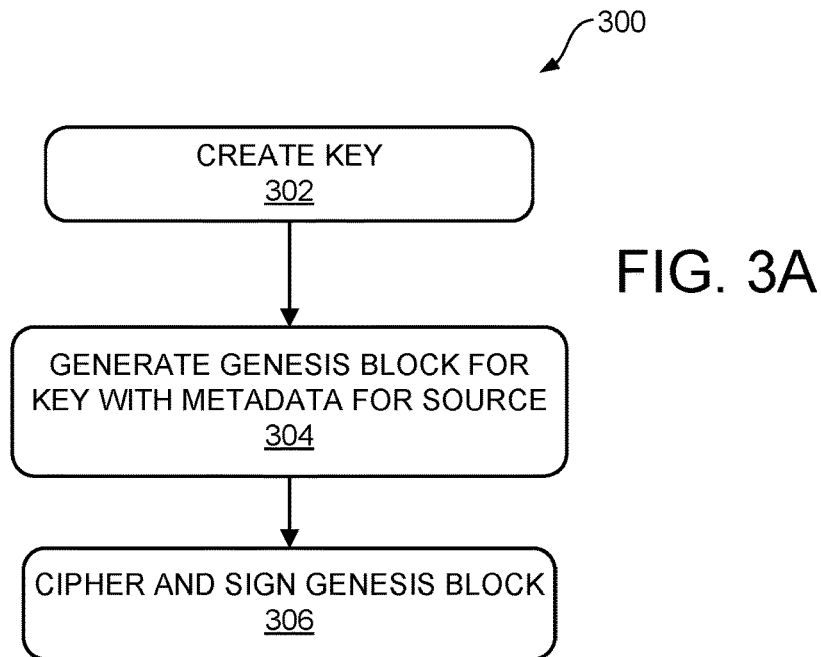 300
CREATE KEY
302
FIG. 3A
GENERATE GENESIS BLOCK FOR
KEY WITH METADATA FOR SOURCE
304
CIPHER AND SIGN GENESIS BLOCK
306